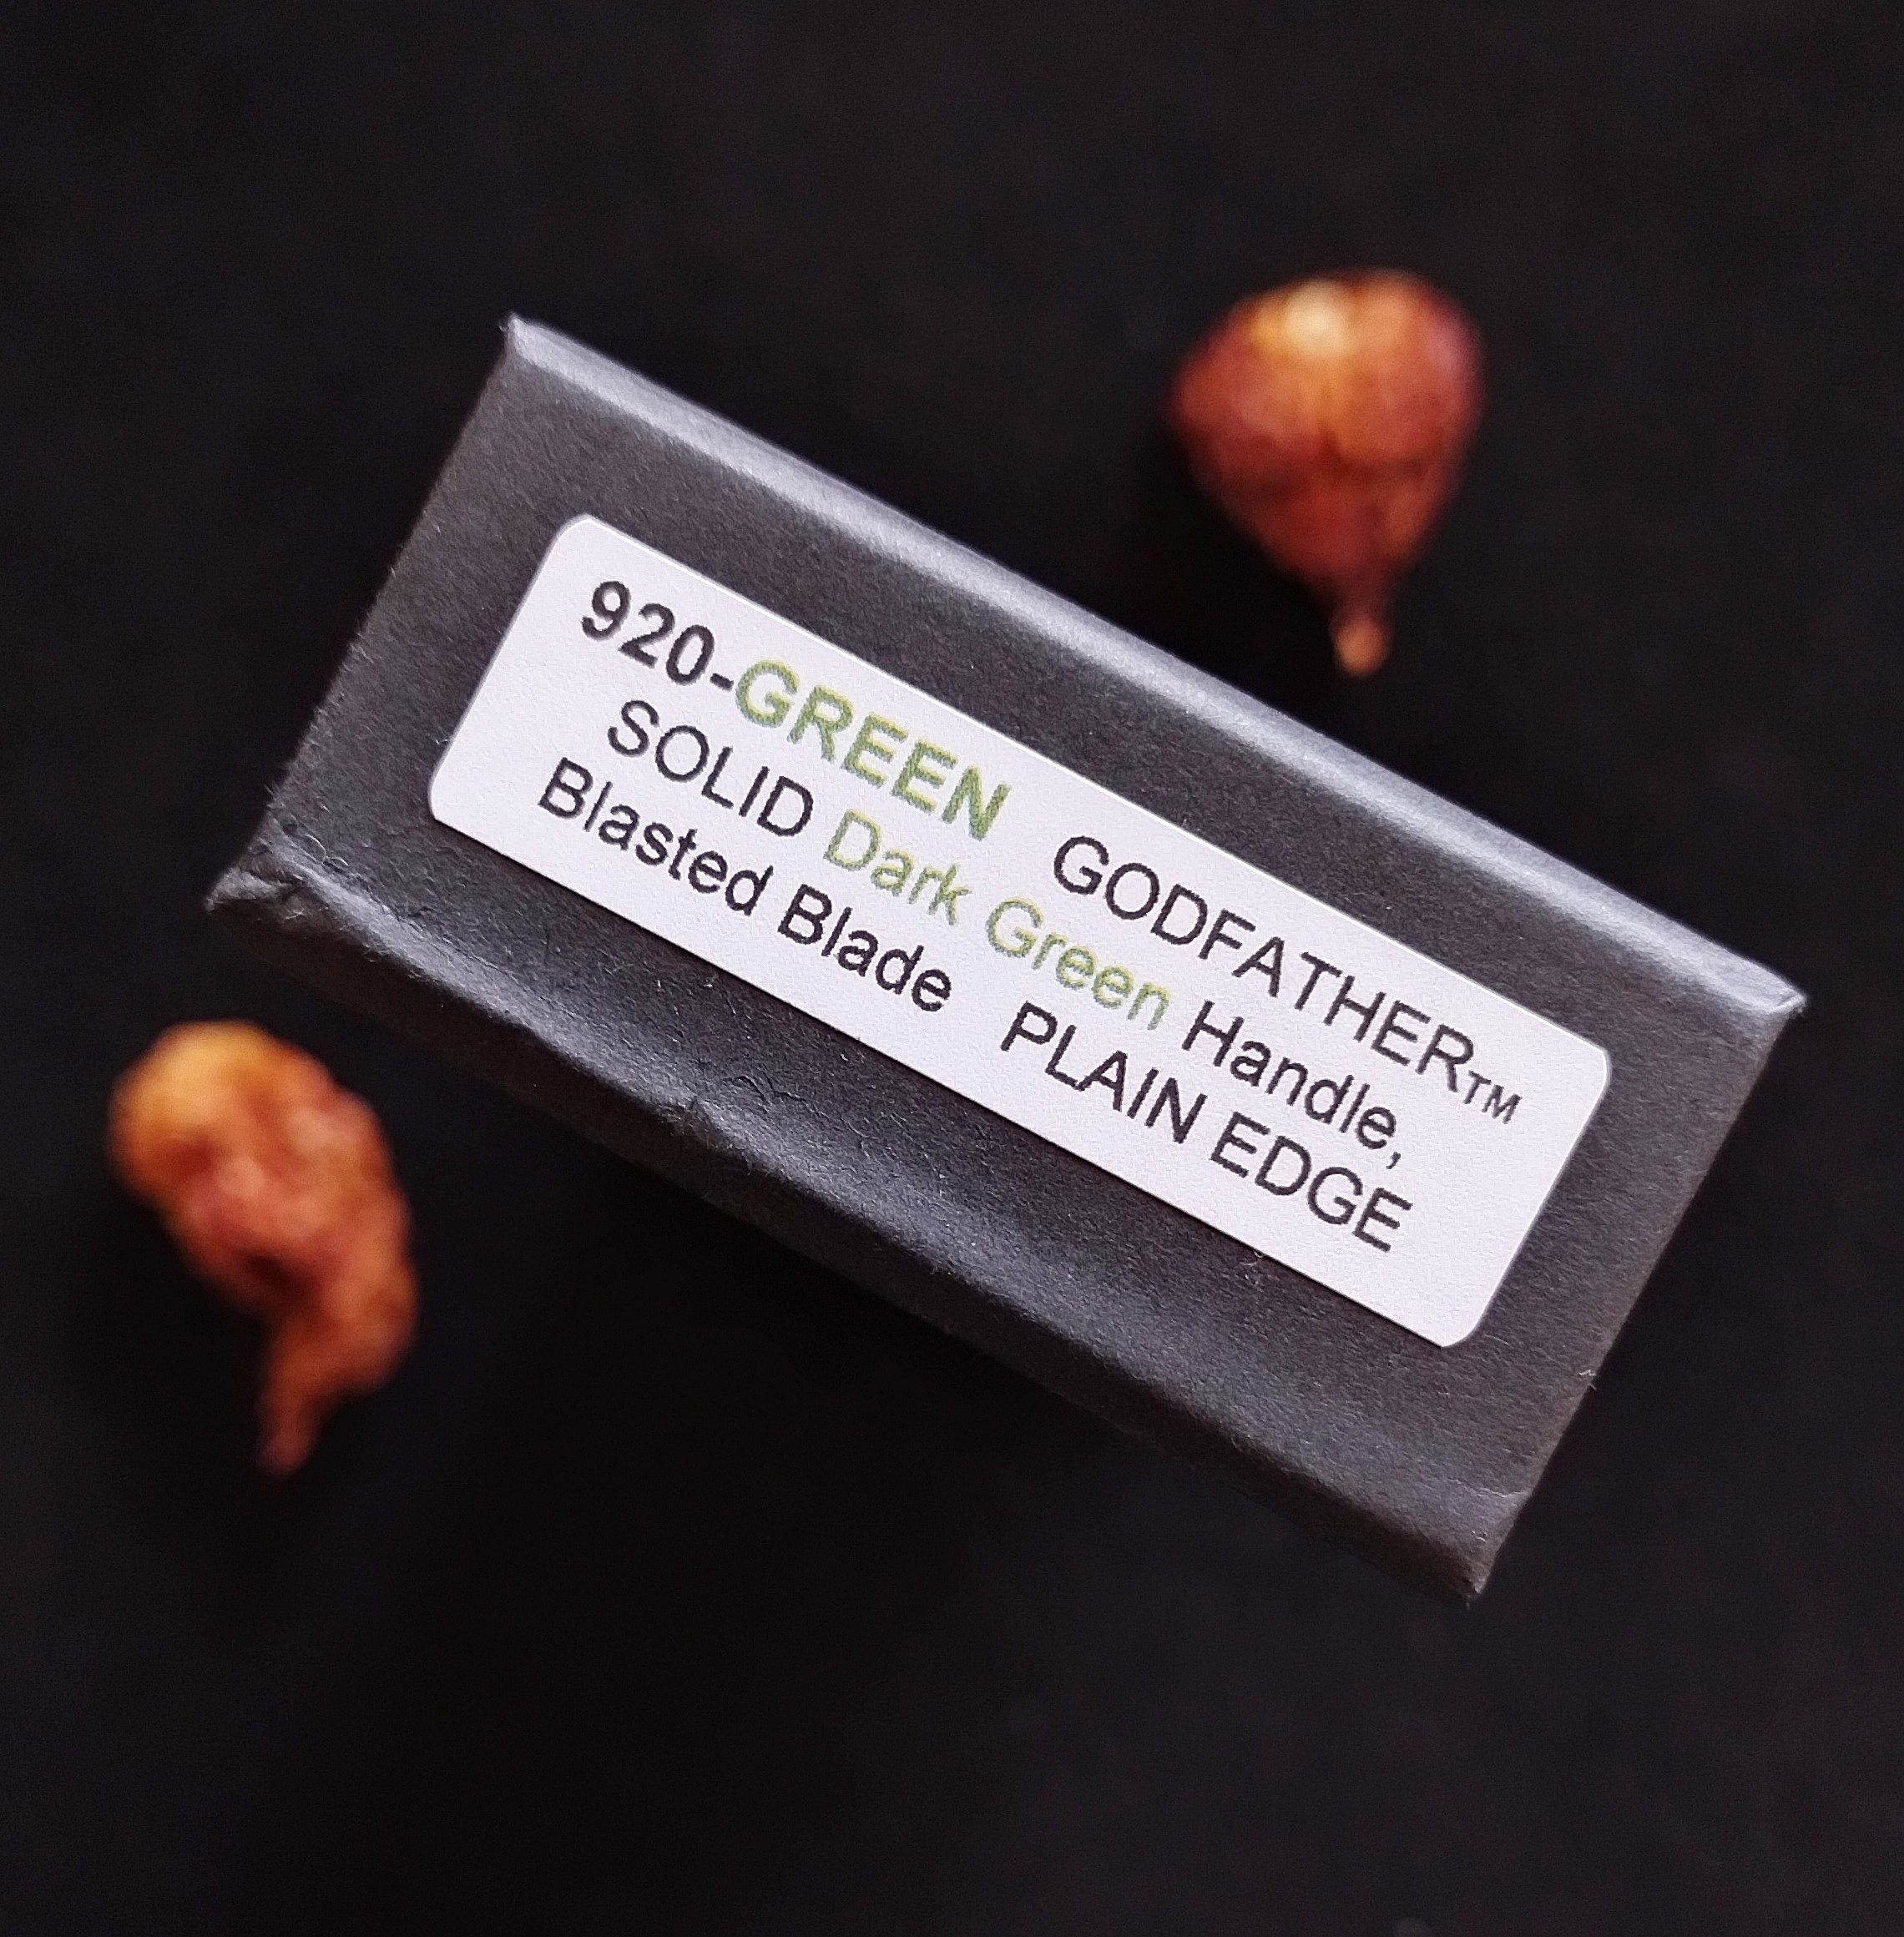 920-GREEN GODFATHER™
SOLID Dark Green Handle,
Blasted Blade PLAIN EDGE